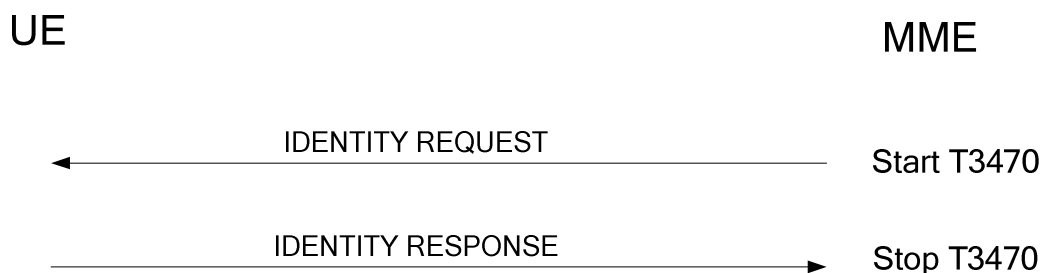 UE
MME
IDENTITY REQUEST
Start T3470
IDENTITY RESPONSE
Stop T3470